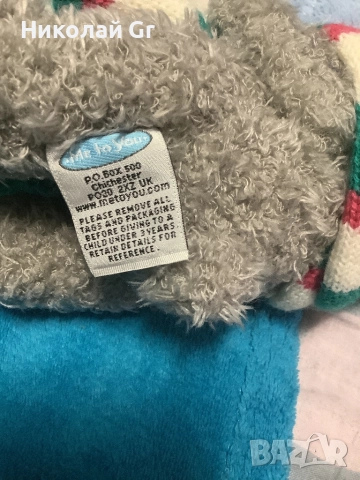 Николай Gr
Me to you
P.O.Box 500
Chichester
PO20 2XZ UK
www.metoyou.com
PLEASE REMOVE ALL
TAGS AND PACKAGING
BEFORE GIVING TO A
CHILD UNDER 3 YEARS.
RETAIN DETAILS FOR
REFERENCE.
BAZAR